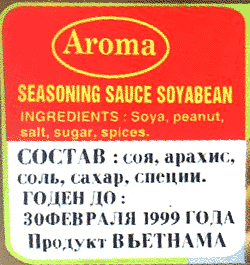 Aroma
SEASONING SAUCE SOYABEAN
INGREDIENTS : Soya, peanut,
salt, sugar, spices.
СОСТАВ : соя, арахис,
соль, сахар, специи.
ГОДЕН ДО :
30ФЕВРАЛЯ 1999 ГОДА
Продукт ВЬЕТНАМА